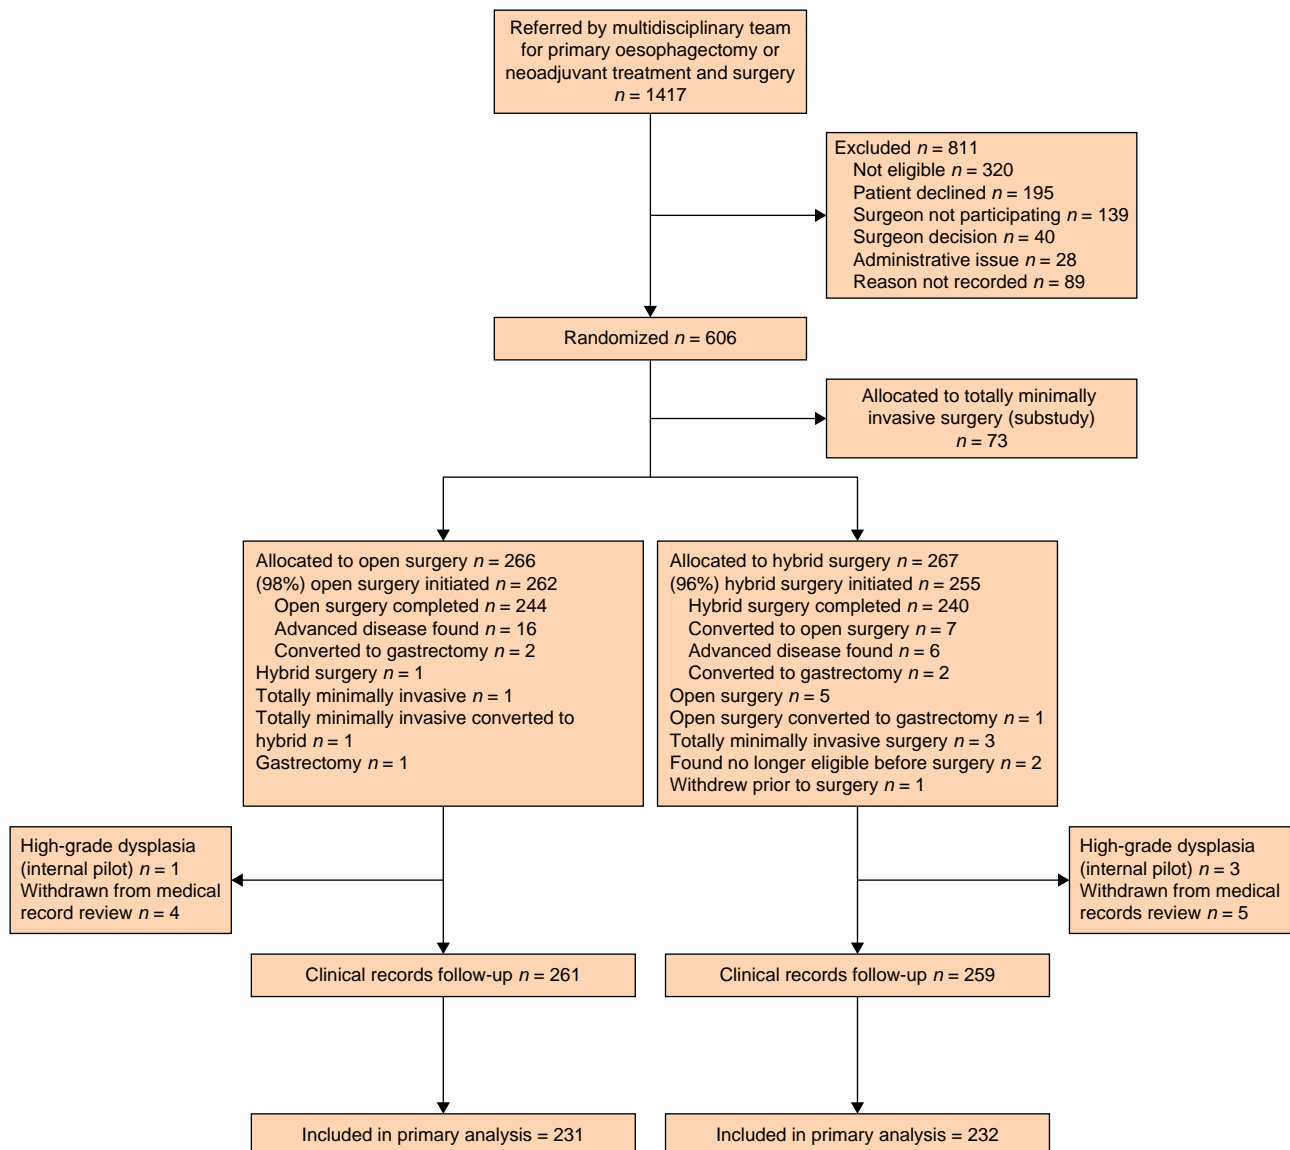 Referred by multidisciplinary team
for primary oesophagectomy or
neoadjuvant treatment and surgery
n = 1417
Excluded n = 811
Not eligible n = 320
Patient declined n = 195
Surgeon not participating n = 139
Surgeon decision n = 40
Administrative issue n = 28
Reason not recorded n = 89
Randomized n = 606
Allocated to totally minimally
invasive surgery (substudy)
n = 73
Allocated to open surgery n = 266
(98%) open surgery initiated n = 262
Open surgery completed n = 244
Advanced disease found n = 16
Converted to gastrectomy n = 2
Hybrid surgery n = 1
Totally minimally invasive n = 1
Totally minimally invasive converted to
hybrid n = 1
Gastrectomy n = 1
Allocated to hybrid surgery n = 267
(96%) hybrid surgery initiated n = 255
Hybrid surgery completed n = 240
Converted to open surgery n = 7
Advanced disease found n = 6
Converted to gastrectomy n = 2
Open surgery n = 5
Open surgery converted to gastrectomy n = 1
Totally minimally invasive surgery n = 3
Found no longer eligible before surgery n = 2
Withdrew prior to surgery n = 1
High-grade dysplasia
(internal pilot) n = 1
Withdrawn from medical
record review n = 4
High-grade dysplasia
(internal pilot) n = 3
Withdrawn from medical
records review n = 5
Clinical records follow-up n = 261
Clinical records follow-up n = 259
Included in primary analysis = 231
Included in primary analysis = 232